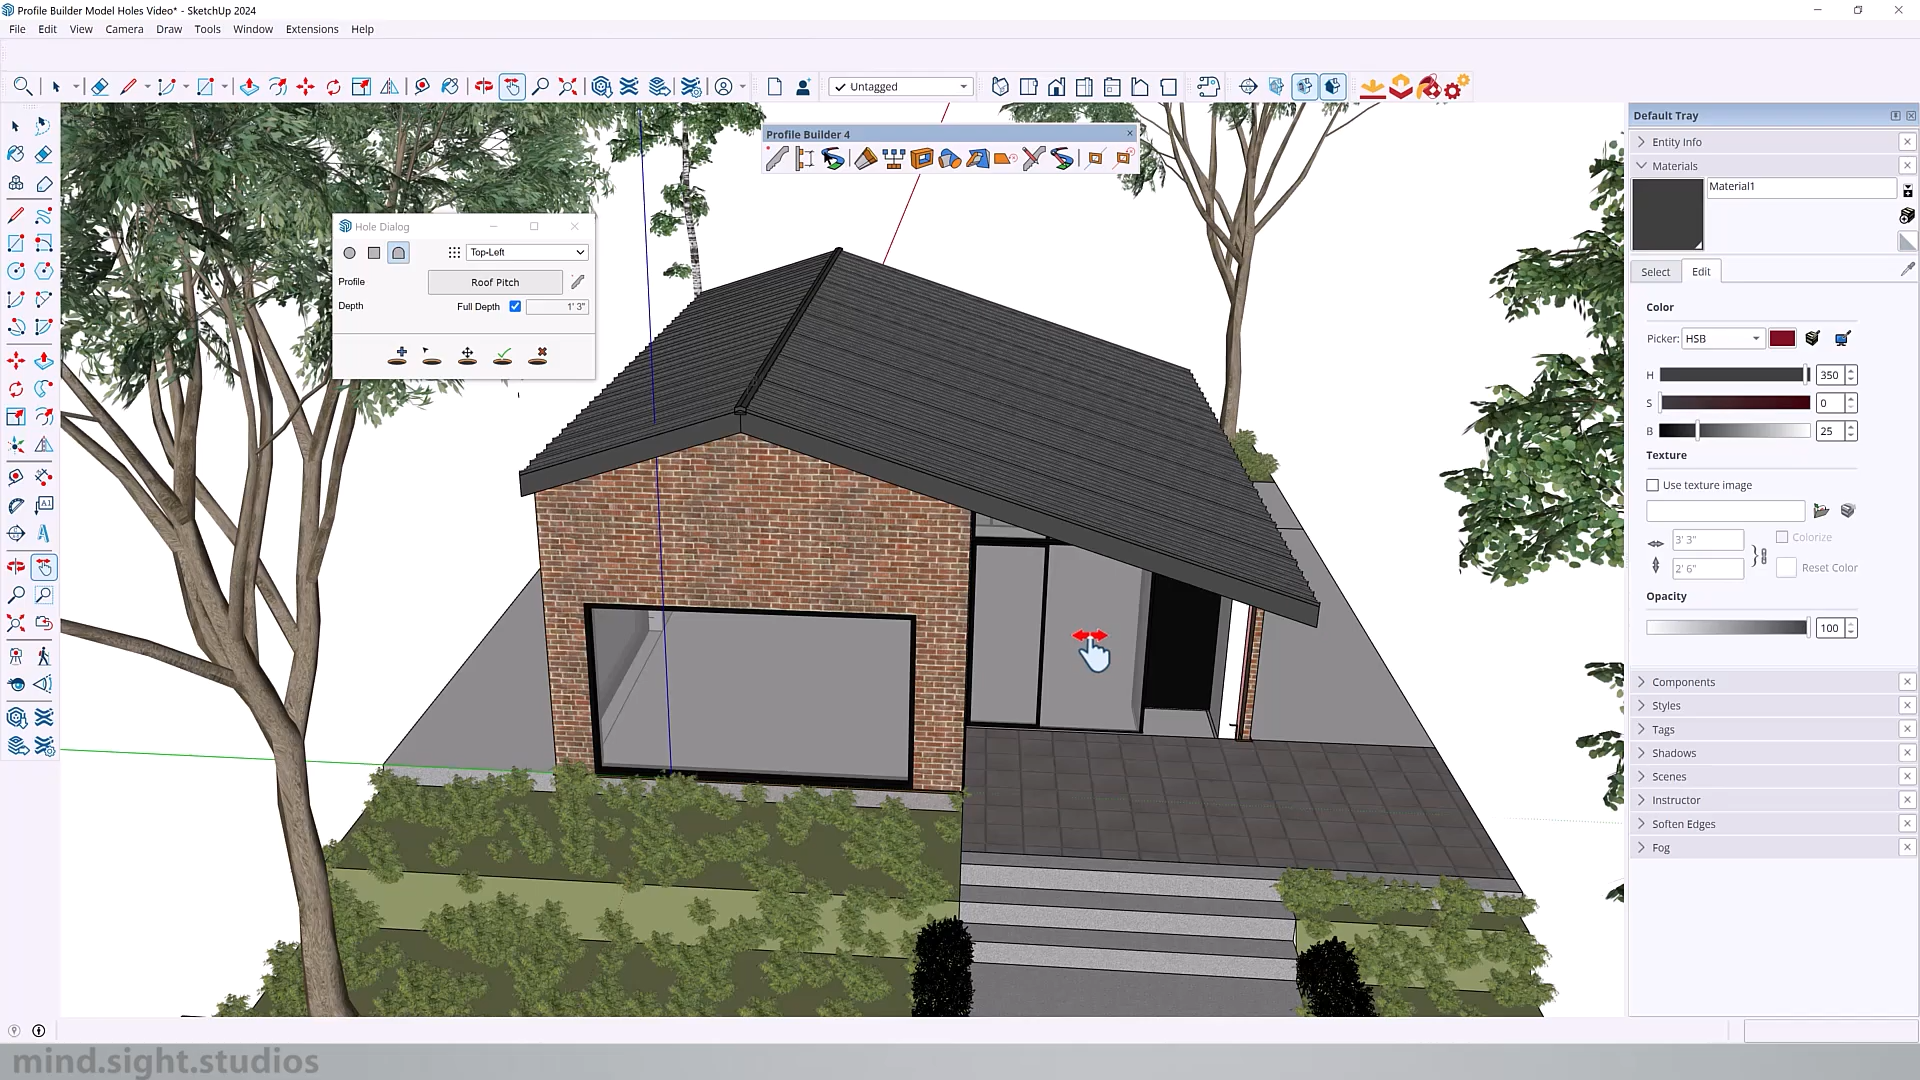 Profile Builder Model Holes Video* - SketchUp 2024
File Edit View Camera Draw Tools Window Extensions Help
Untagged
Profile Builder 4
Hole Dialog
Top-Left
Profile Roof Pitch
Depth Full Depth 1' 3"
Default Tray
Entity Info
Materials
Material1
Select Edit
Color
Picker: HSB
H 350
S 0
B 25
Texture
Use texture image
3' 3" Colorize
2' 6" Reset Color
Opacity
100
Components
Styles
Tags
Shadows
Scenes
Instructor
Soften Edges
Fog
mind.sight.studios